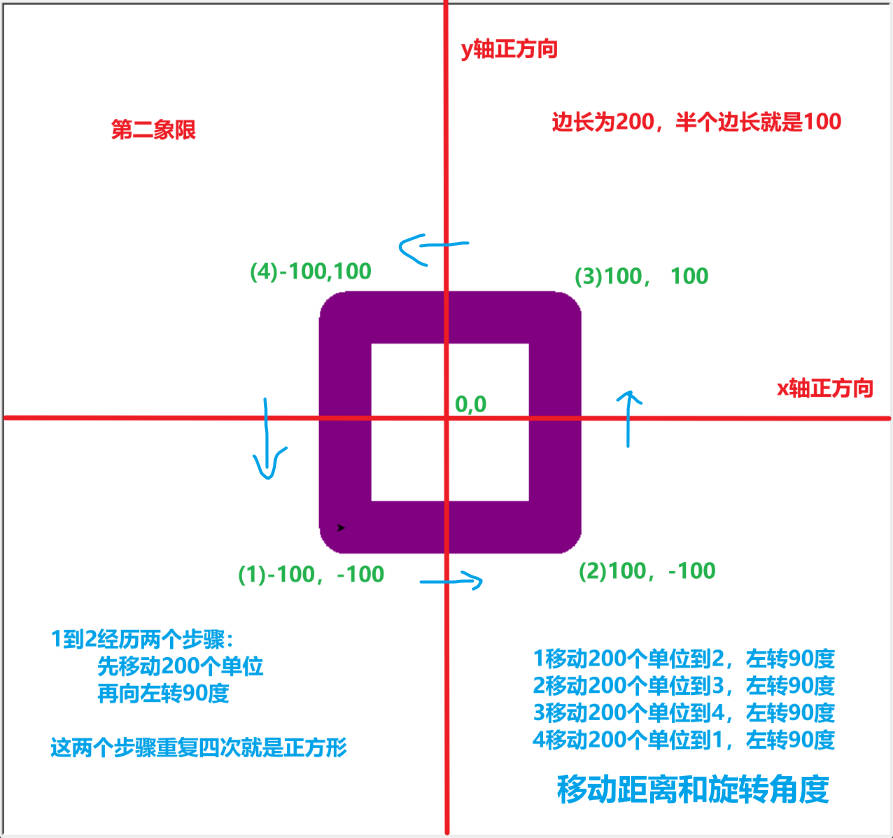 y轴正方向
第二象限
边长为200，半个边长就是100
(4)-100,100
(3)100， 100
x轴正方向
0,0
(1)-100，-100
(2)100，-100
1到2经历两个步骤：
先移动200个单位
再向左转90度
这两个步骤重复四次就是正方形
1移动200个单位到2，左转90度
2移动200个单位到3，左转90度
3移动200个单位到4，左转90度
4移动200个单位到1，左转90度
移动距离和旋转角度